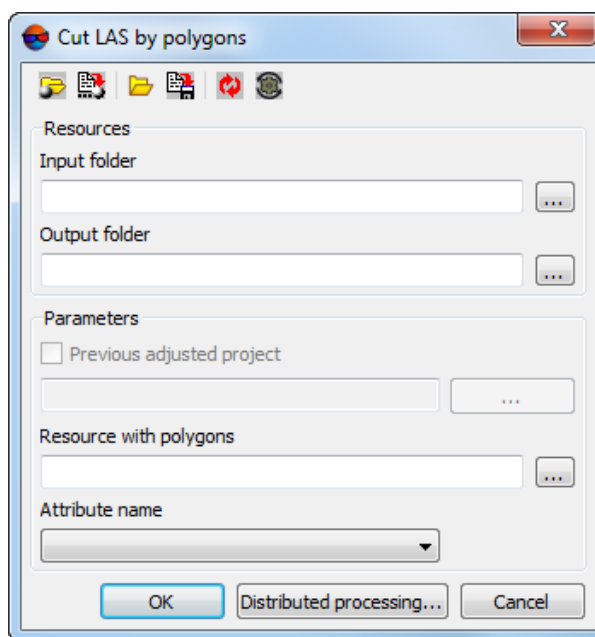 Cut LAS by polygons
Resources
Input folder
...
Output folder
...
Parameters
Previous adjusted project
...
Resource with polygons
...
Attribute name
OK Distributed processing... Cancel